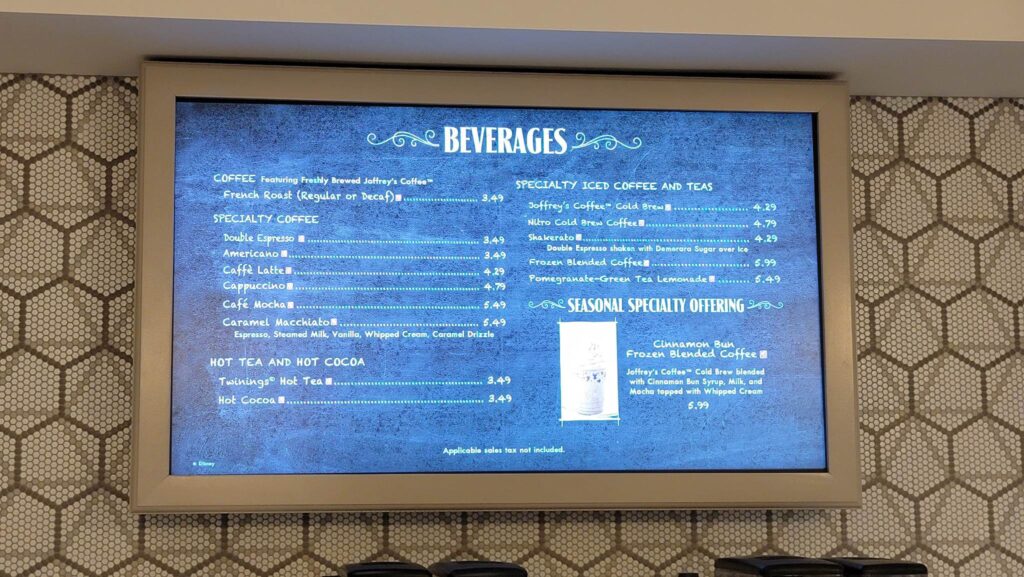 BEVERAGES
COFFEE Featuring Freshly Brewed Joffrey's Coffee™
French Roast (Regular or Decaf) 3.49
SPECIALTY COFFEE
Double Espresso 3.49
Americano 3.49
Caffè Latte 4.29
Cappuccino 4.79
Café Mocha 5.49
Caramel Macchiato 5.49
Espresso, Steamed Milk, Vanilla, Whipped Cream, Caramel Drizzle
HOT TEA AND HOT COCOA
Twinings® Hot Tea 3.49
Hot Cocoa 3.49
SPECIALTY ICED COFFEE AND TEAS
Joffrey's Coffee™ Cold Brew 4.29
Nitro Cold Brew Coffee 4.79
Shakerato 4.29
Double Espresso shaken with Demerara Sugar over Ice
Frozen Blended Coffee 5.99
Pomegranate-Green Tea Lemonade 5.49
SEASONAL SPECIALTY OFFERING
Cinnamon Bun
Frozen Blended Coffee
Joffrey's Coffee™ Cold Brew blended
with Cinnamon Bun Syrup, Milk, and
Mocha topped with Whipped Cream
5.99
Applicable sales tax not included.
© Disney